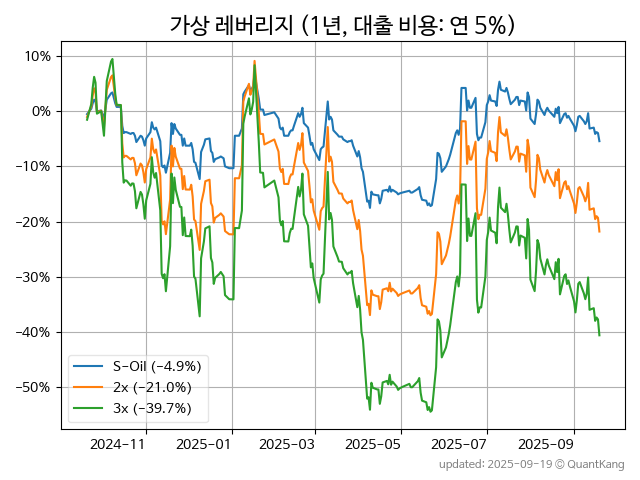 가상 레버리지 (1년, 대출 비용: 연 5%)
10%
0%
−10%
−20%
−30%
−40%
−50%
S-Oil (−4.9%)
2x (−21.0%)
3x (−39.7%)
2024-11
2025-01
2025-03
2025-05
2025-07
2025-09
updated: 2025-09-19 © QuantKang